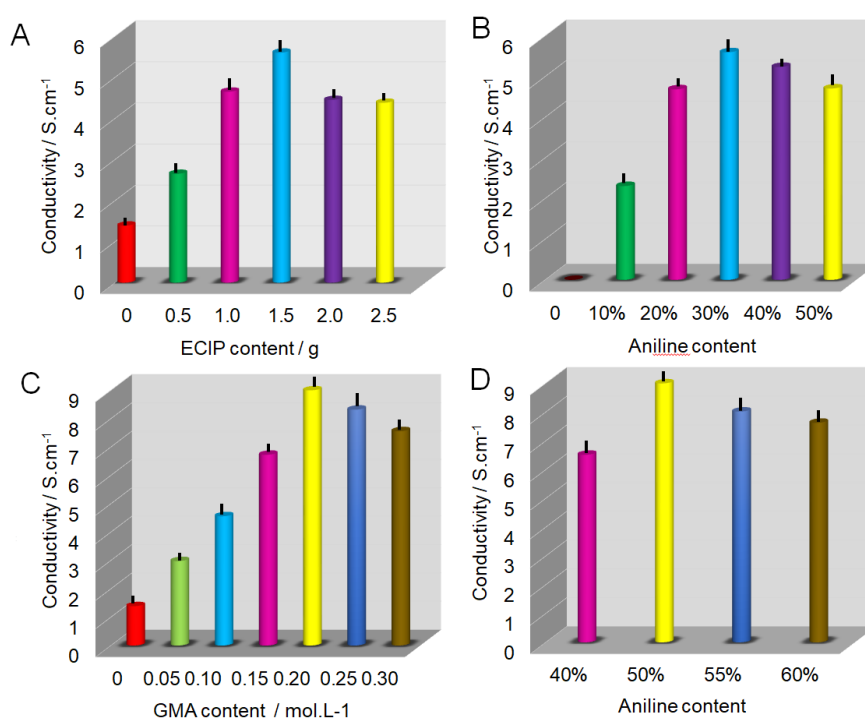 A
Conductivity / S.cm-1
6
5
4
3
2
1
0
0 0.5 1.0 1.5 2.0 2.5
ECIP content / g
B
Conductivity / S.cm-1
6
5
4
3
2
1
0
0 10% 20% 30% 40% 50%
Aniline content
C
Conductivity / S.cm-1
9
8
7
6
5
4
3
2
1
0
0 0.05 0.10 0.15 0.20 0.25 0.30
GMA content / mol.L-1
D
Conductivity / S.cm-1
9
8
7
6
5
4
3
2
1
0
40% 50% 55% 60%
Aniline content